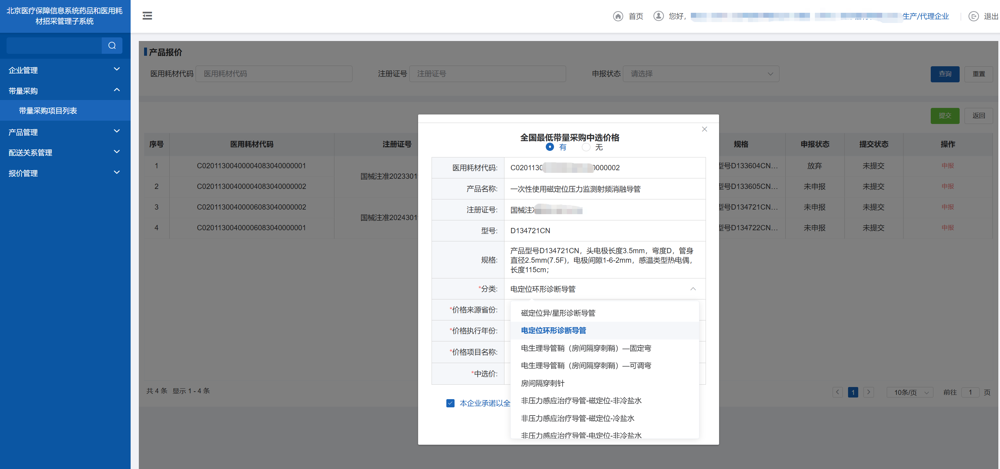 北京医疗保障信息系统药品和医用耗
材招采管理子系统
首页
您好，
生产/代理企业
退出
企业管理
带量采购
带量采购项目列表
产品管理
配送关系管理
报价管理
产品报价
医用耗材代码 医用耗材代码 注册证号 注册证号 申报状态 请选择 查询 重置
提交 返回
序号 医用耗材代码 注册证号 规格 申报状态 提交状态 操作
1 C02011300400004083040000001 型号D133604CN... 放弃 未提交 申报
国械注准2023301
2 C02011300400004083040000002 型号D133605CN... 未申报 未提交 申报
3 C02011300400006083040000002 型号D134721CN... 未申报 未提交 申报
国械注准2024301
4 C02011300400006083040000001 型号D134722CN... 未申报 未提交 申报
共 4 条 显示 1 - 4 条
1
10条/页
前往 1 页
全国最低带量采购中选价格
有 无
医用耗材代码: C0201130 0000002
产品名称: 一次性使用磁定位压力监测射频消融导管
注册证号: 国械注
型号: D134721CN
规格: 产品型号D134721CN，头电极长度3.5mm，弯度D，管身
直径2.5mm(7.5F)，电极间隙1-6-2mm，感温类型热电偶，
长度115cm；
*分类: 电定位环形诊断导管
*价格来源省份:
*价格执行年份:
*价格项目名称:
*中选价:
磁定位异/星形诊断导管
电定位环形诊断导管
电生理导管鞘（房间隔穿刺鞘）—固定弯
电生理导管鞘（房间隔穿刺鞘）—可调弯
房间隔穿刺针
非压力感应治疗导管-磁定位-非冷盐水
非压力感应治疗导管-磁定位-冷盐水
非压力感应治疗导管-电定位-非冷盐水
本企业承诺以全